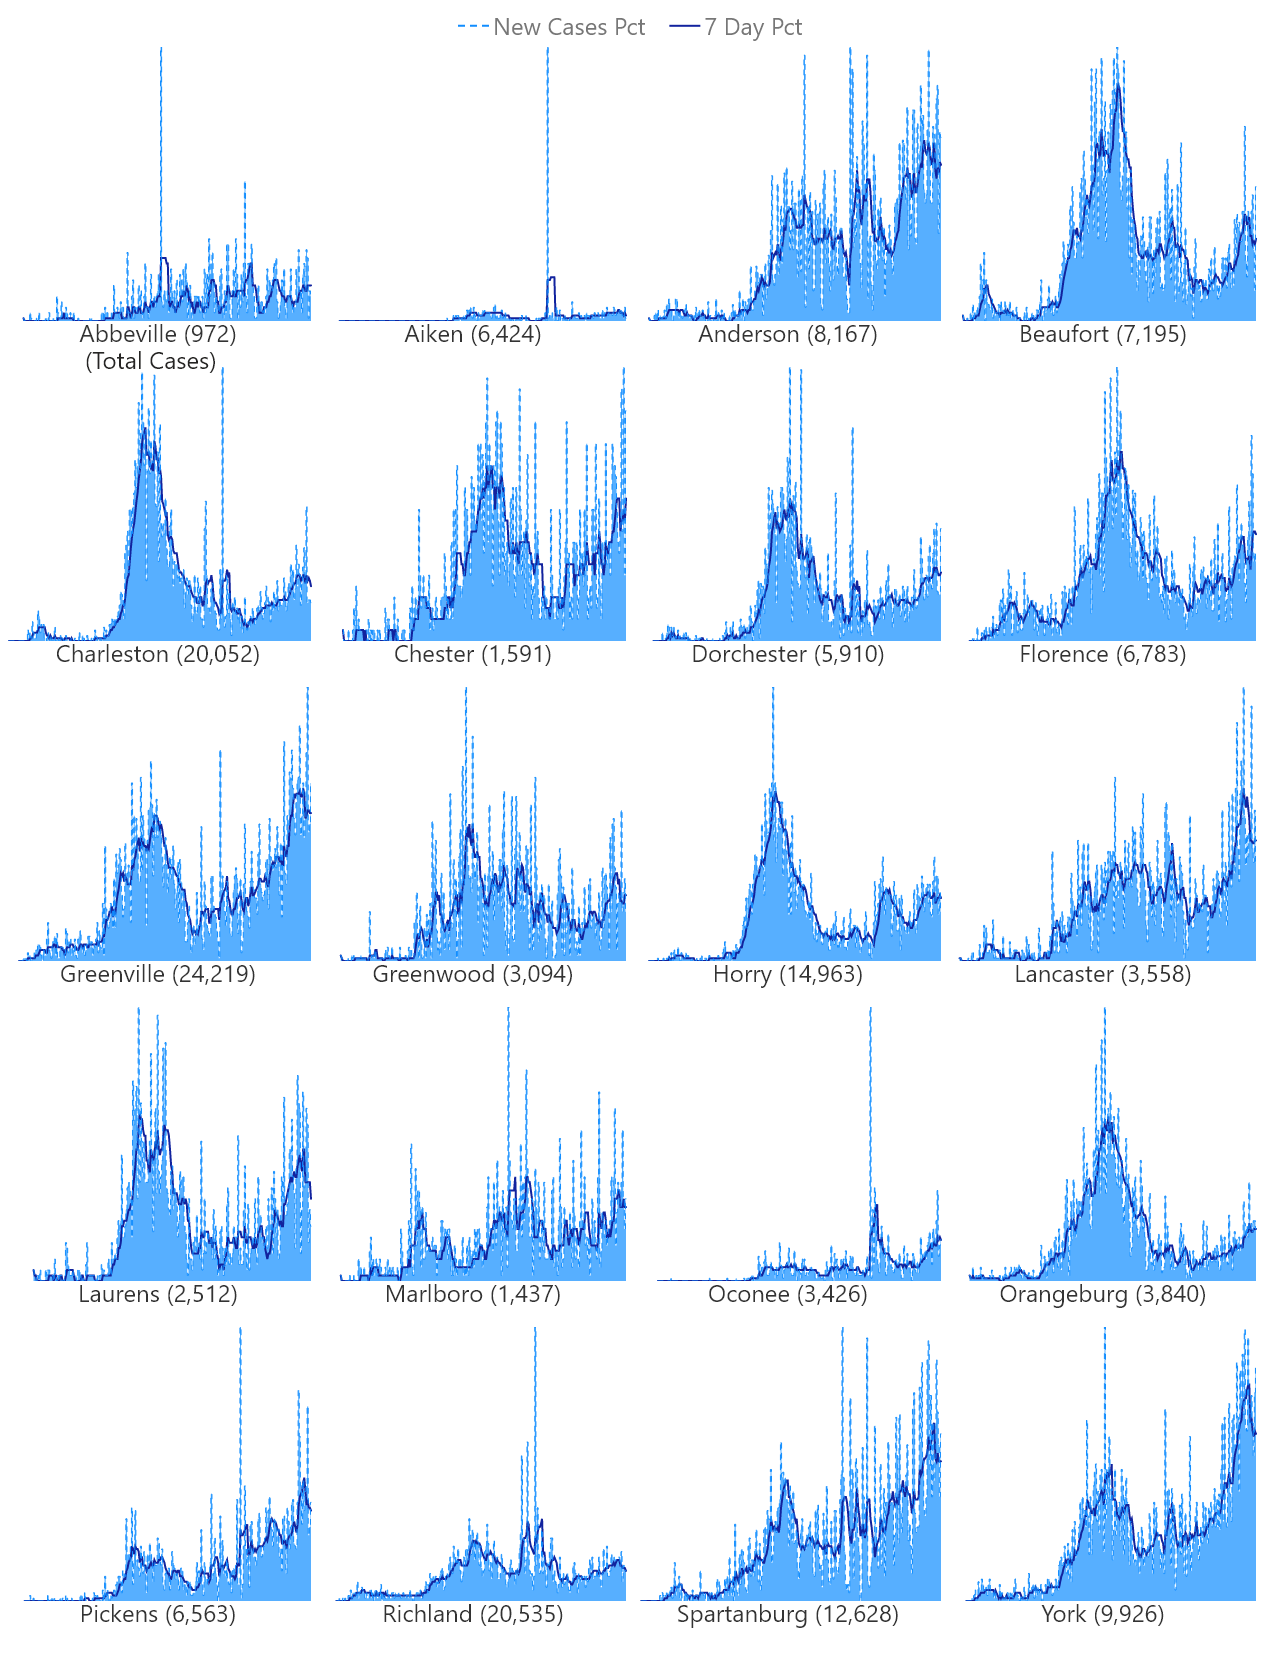 New Cases Pct 7 Day Pct
Abbeville (972) Aiken (6,424) Anderson (8,167) Beaufort (7,195)
(Total Cases)
Charleston (20,052) Chester (1,591) Dorchester (5,910) Florence (6,783)
Greenville (24,219) Greenwood (3,094) Horry (14,963) Lancaster (3,558)
Laurens (2,512) Marlboro (1,437) Oconee (3,426) Orangeburg (3,840)
Pickens (6,563) Richland (20,535) Spartanburg (12,628) York (9,926)